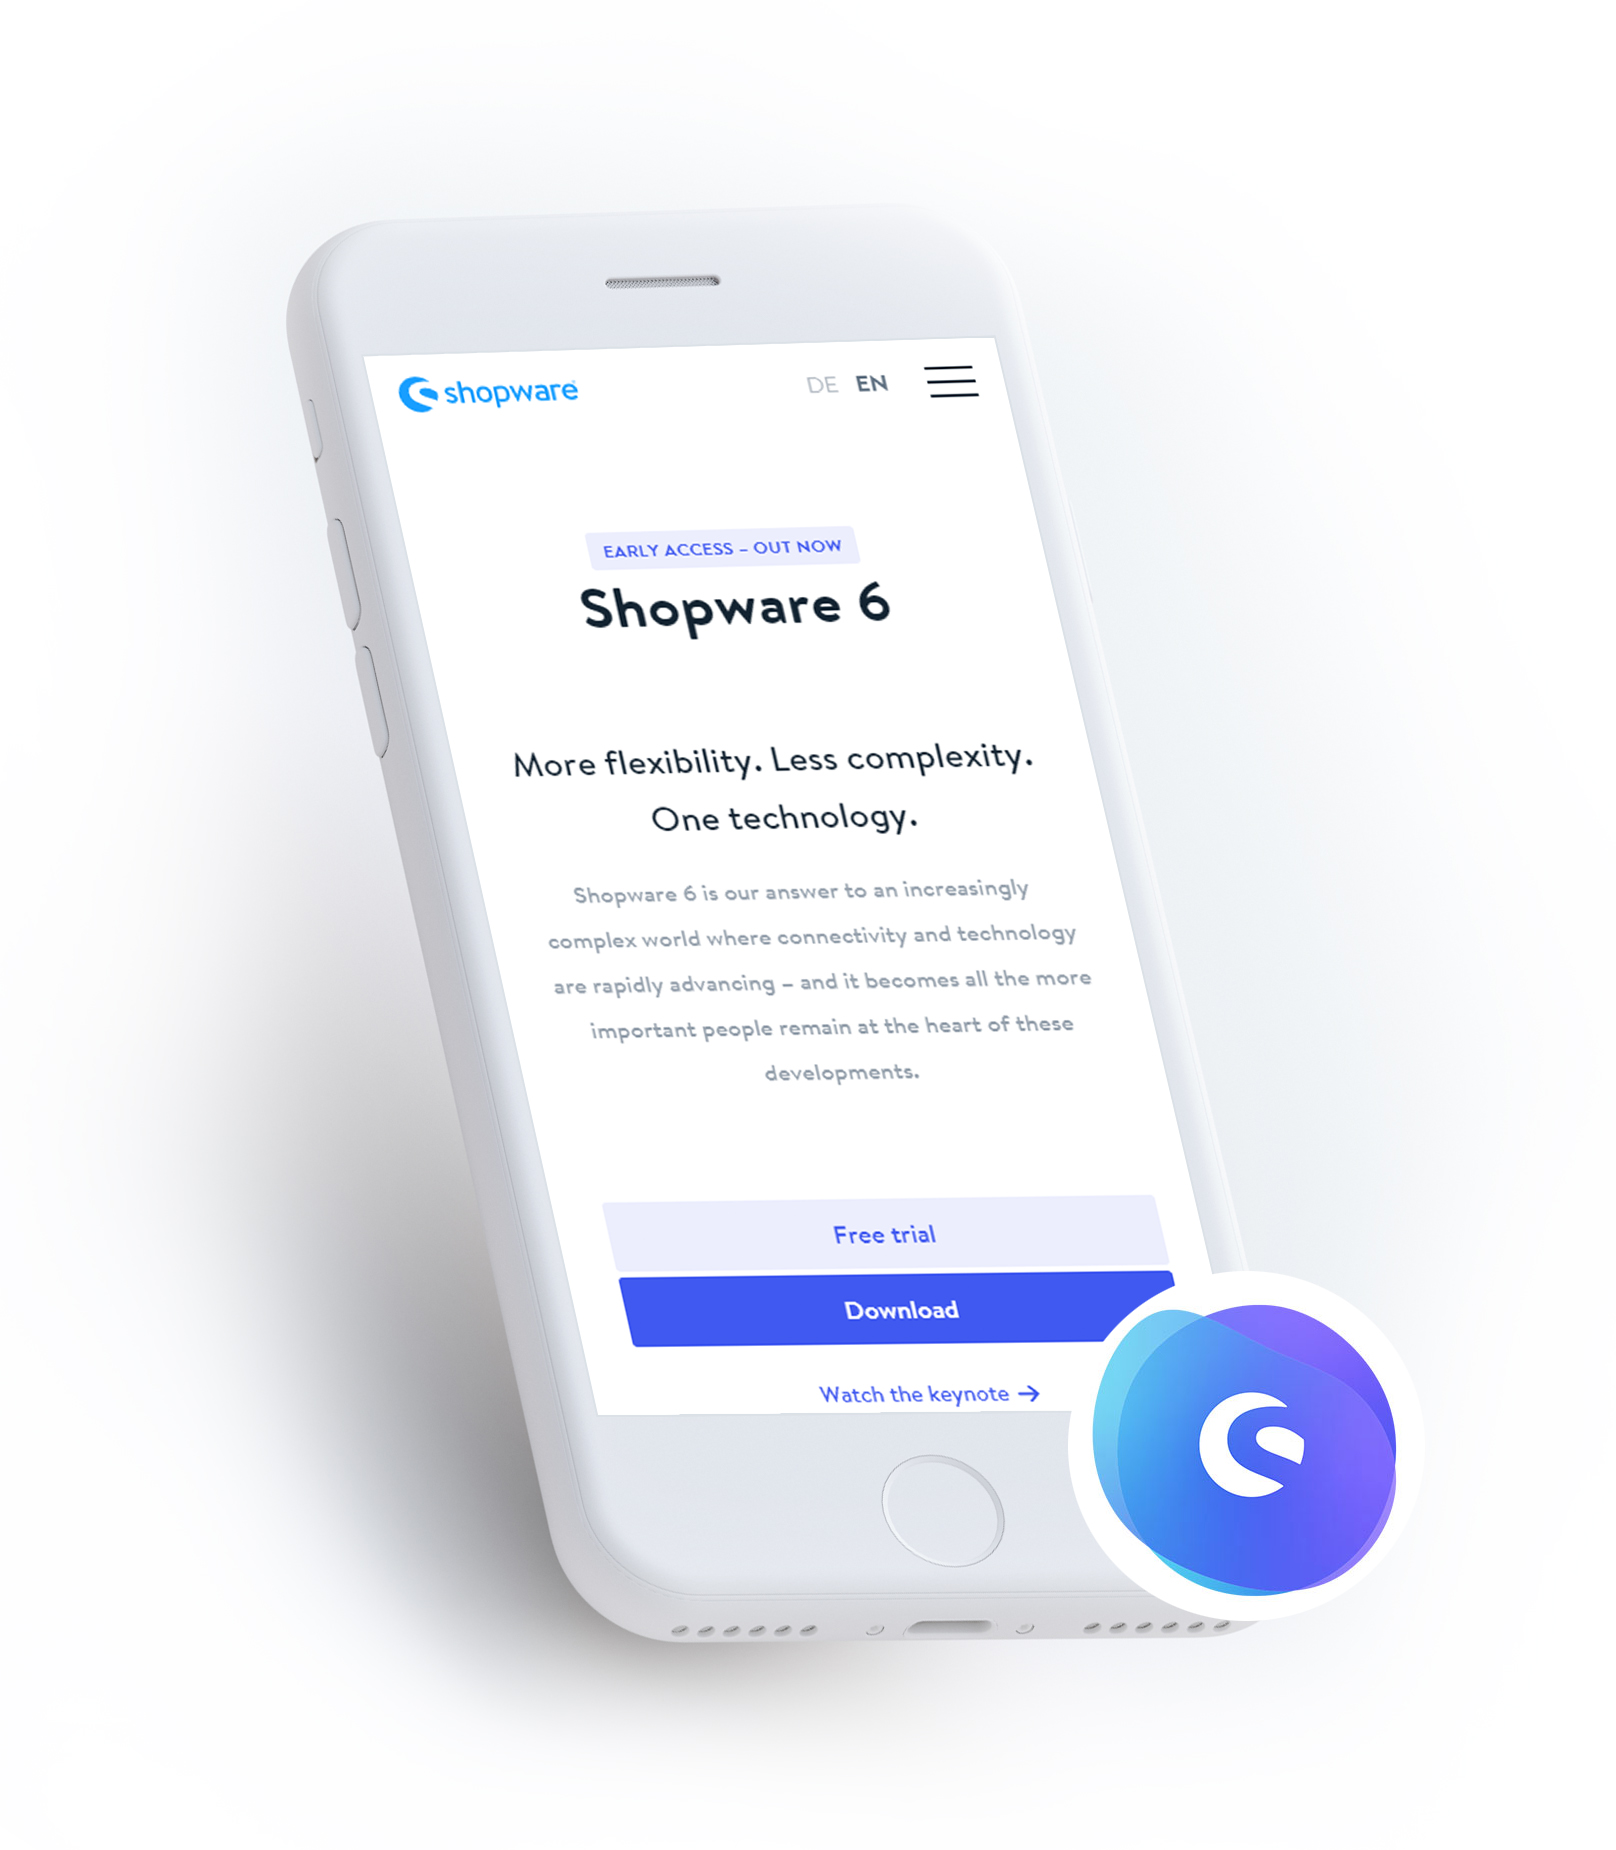 shopware
DE EN
EARLY ACCESS – OUT NOW
Shopware 6
More flexibility. Less complexity.
One technology.
Shopware 6 is our answer to an increasingly
complex world where connectivity and technology
are rapidly advancing – and it becomes all the more
important people remain at the heart of these
developments.
Free trial
Download
Watch the keynote →